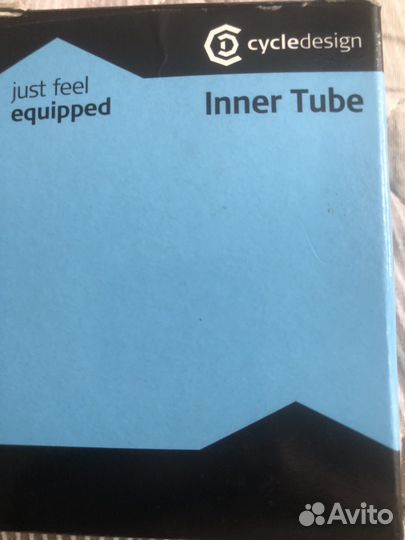 cycledesign
just feel
equipped
Inner Tube
Avito